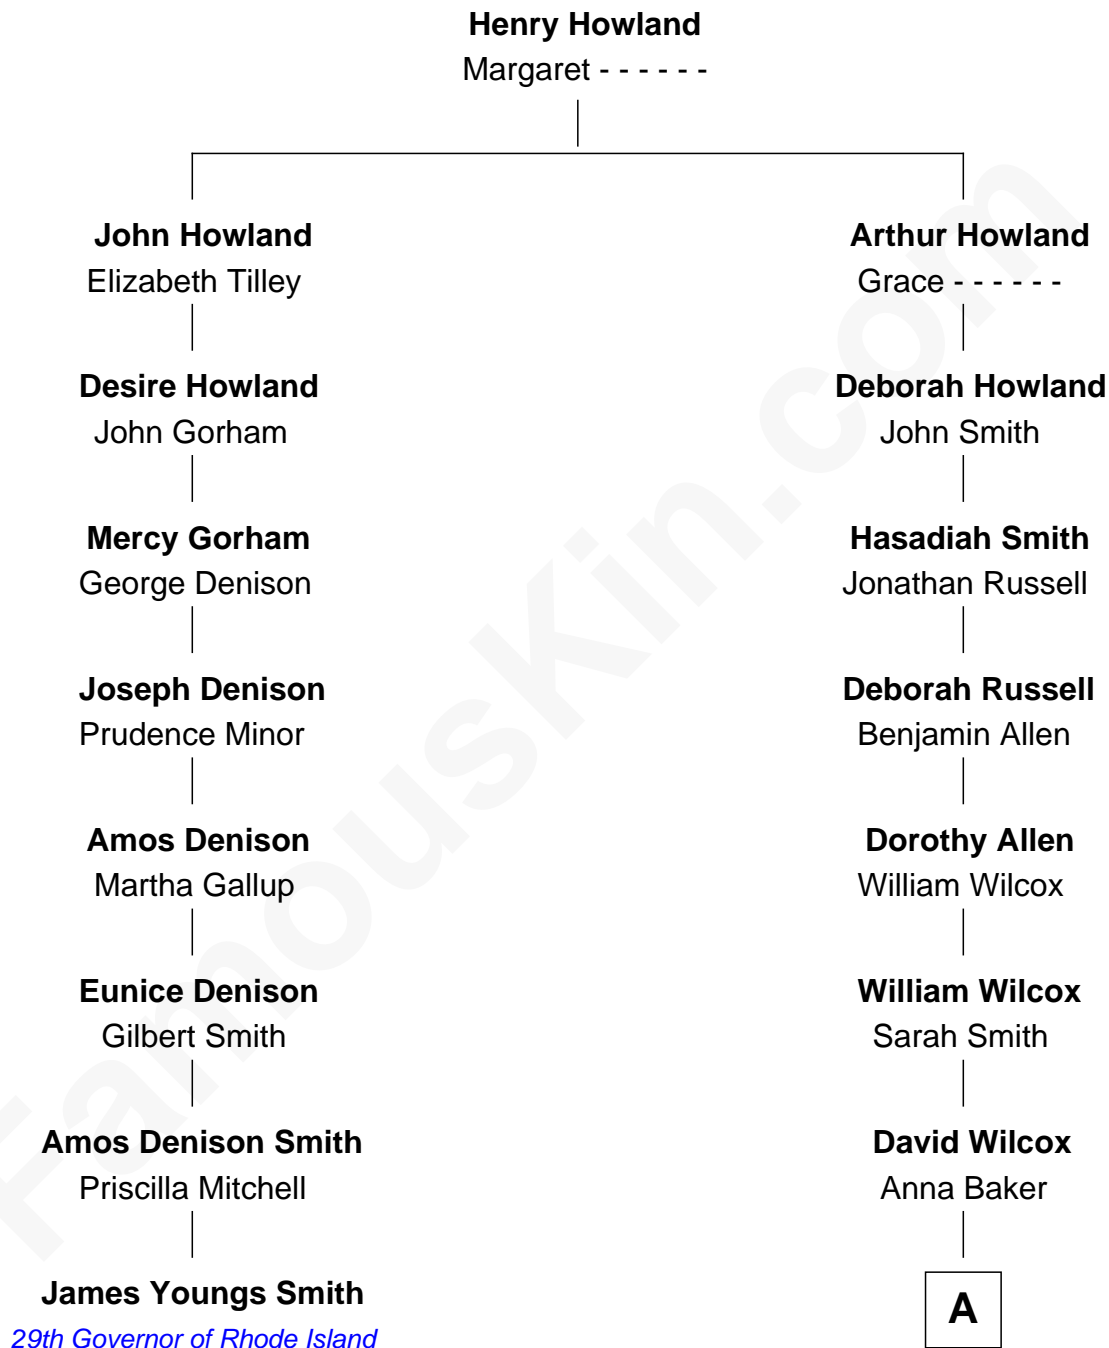 Henry Howland
Margaret - - - - - -
John Howland
Elizabeth Tilley
Arthur Howland
Grace - - - - - -
Desire Howland
John Gorham
Deborah Howland
John Smith
Mercy Gorham
George Denison
Hasadiah Smith
Jonathan Russell
Joseph Denison
Prudence Minor
Deborah Russell
Benjamin Allen
Amos Denison
Martha Gallup
Dorothy Allen
William Wilcox
Eunice Denison
Gilbert Smith
William Wilcox
Sarah Smith
Amos Denison Smith
Priscilla Mitchell
David Wilcox
Anna Baker
James Youngs Smith
29th Governor of Rhode Island
A
FamousKin.com